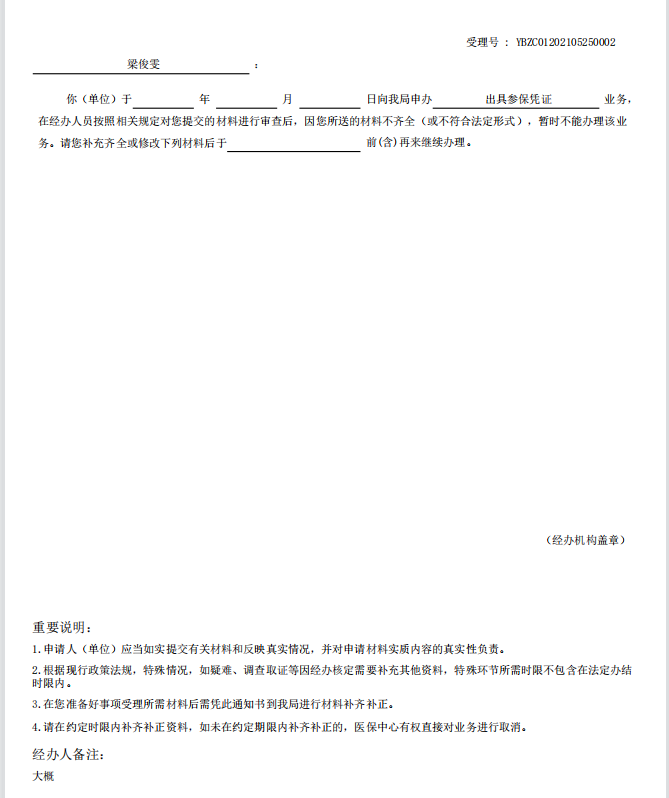 受理号 : YBZC01202105250002
梁俊雯 :
你（单位）于 年 月 日向我局申办 出具参保凭证 业务，
在经办人员按照相关规定对您提交的材料进行审查后，因您所送的材料不齐全（或不符合法定形式），暂时不能办理该业
务。请您补充齐全或修改下列材料后于 前(含)再来继续办理。
（经办机构盖章）
重要说明:
1.申请人（单位）应当如实提交有关材料和反映真实情况，并对申请材料实质内容的真实性负责。
2.根据现行政策法规，特殊情况，如疑难、调查取证等因经办核定需要补充其他资料，特殊环节所需时限不包含在法定办结
时限内。
3.在您准备好事项受理所需材料后需凭此通知书到我局进行材料补齐补正。
4.请在约定时限内补齐补正资料，如未在约定期限内补齐补正的，医保中心有权直接对业务进行取消。
经办人备注:
大概